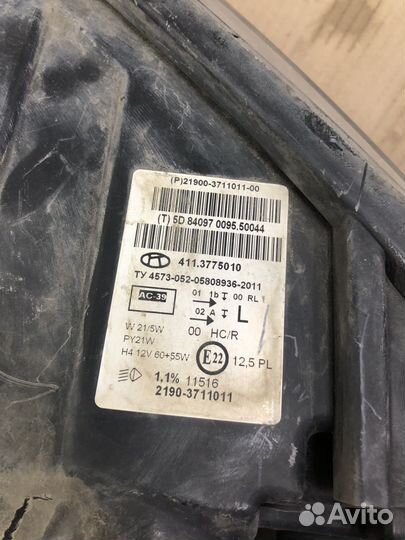 (P)21900-3711011-00
(T) 5D 84097 0095.50044
411.3775010
ТУ 4573-052-05808936-2011
AC-39 01 1b 00 RL
02 A L
W 21/5W 00 HC/R
PY21W
H4 12V 60+55W E22 12,5 PL
1,1% 11516
2190-3711011
Avito